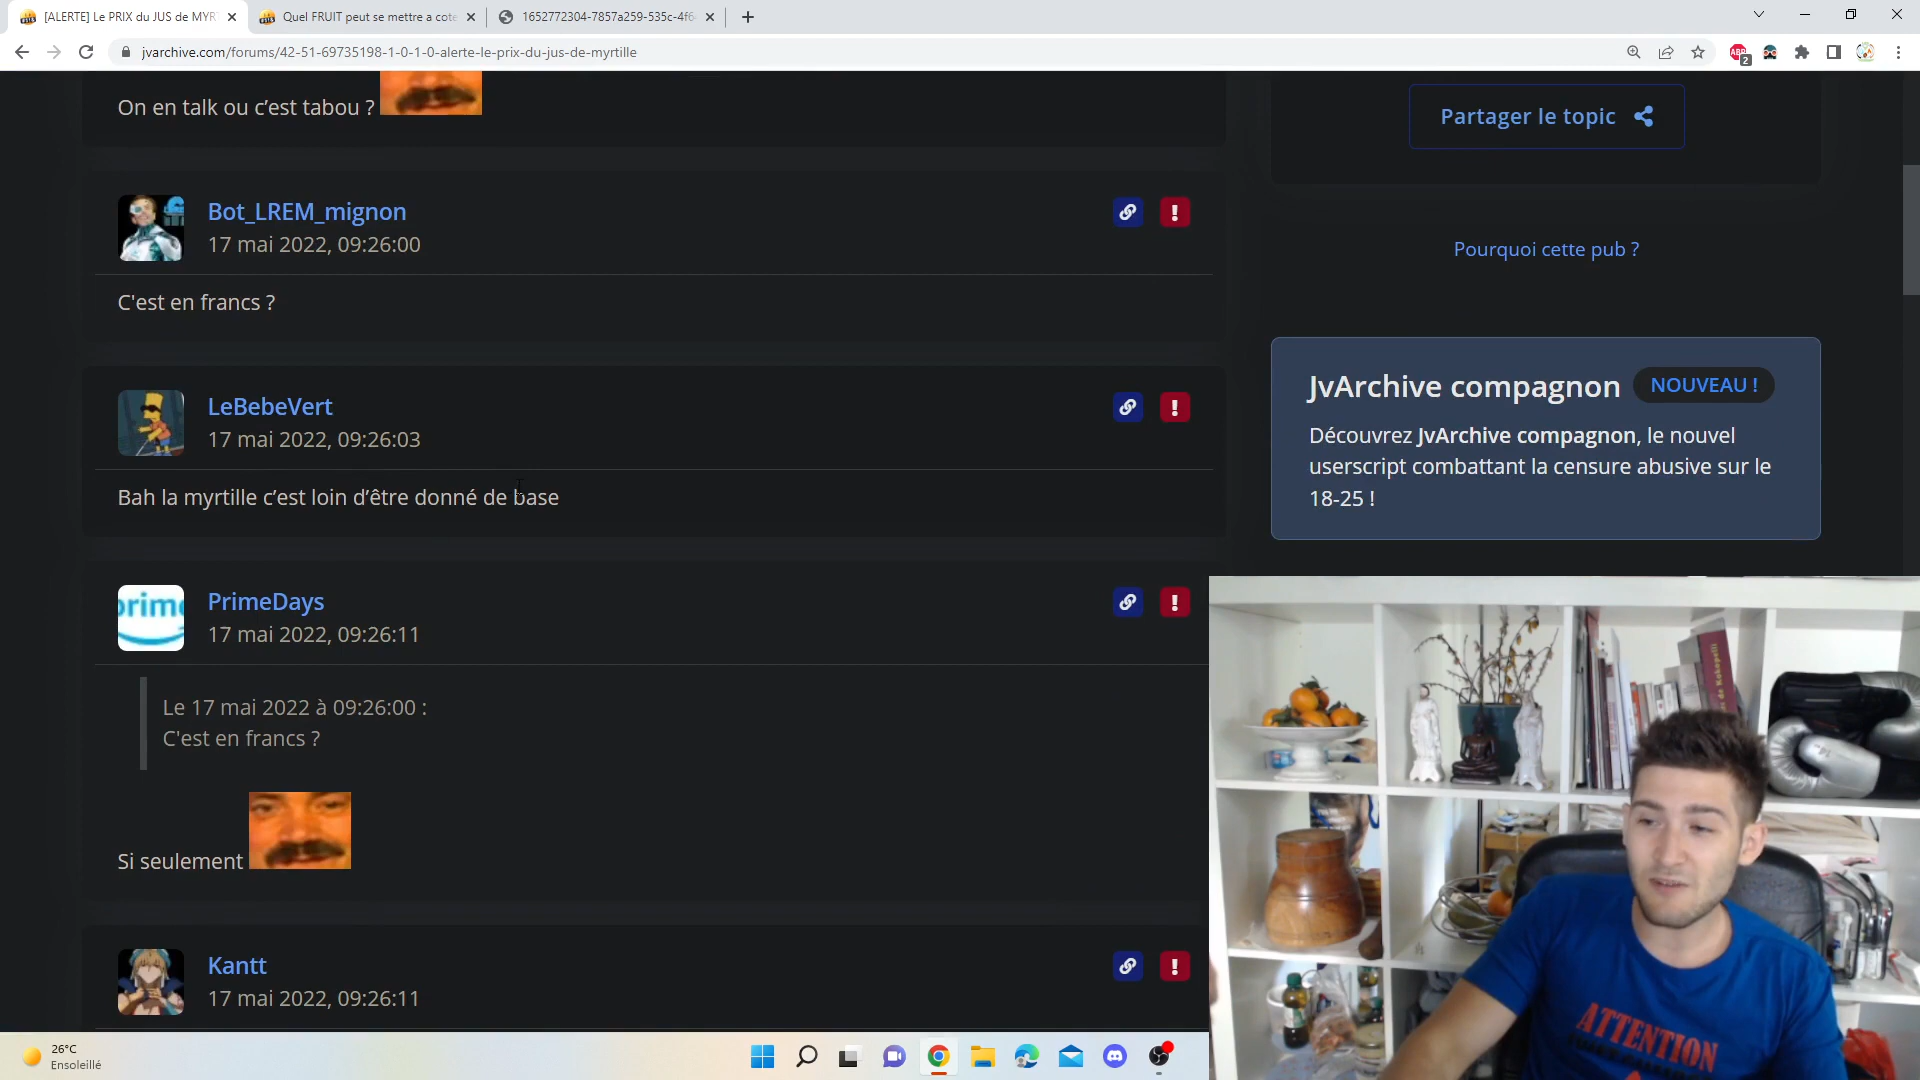 [ALERTE] Le PRIX du JUS de MYRT
Quel FRUIT peut se mettre a cote
1652772304-7857a259-535c-4f6
jvarchive.com/forums/42-51-69735198-1-0-1-0-alerte-le-prix-du-jus-de-myrtille
ABP
2
On en talk ou c’est tabou ?
Partager le topic
Bot_LREM_mignon
17 mai 2022, 09:26:00
Pourquoi cette pub ?
C'est en francs ?
LeBebeVert
17 mai 2022, 09:26:03
Bah la myrtille c’est loin d’être donné de base
JvArchive compagnon NOUVEAU !
Découvrez JvArchive compagnon, le nouvel
userscript combattant la censure abusive sur le
18-25 !
PrimeDays
17 mai 2022, 09:26:11
prime
Le 17 mai 2022 à 09:26:00 :
C'est en francs ?
Si seulement
Kantt
17 mai 2022, 09:26:11
ATTENTION
26°C
Ensoleillé